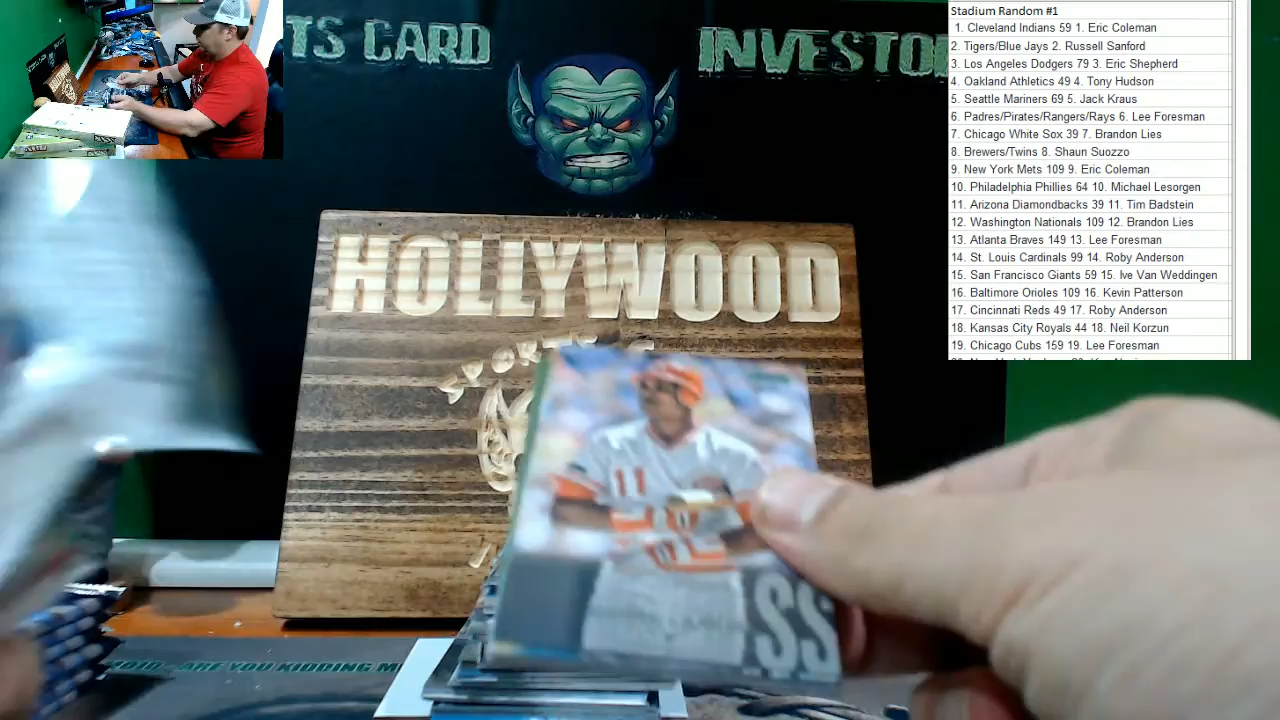 TS CARD INVESTO
HOLLYWOOD
11
SS
OJO - ARE YOU KIDDING M
Stadium Random #1
1. Cleveland Indians 59 1. Eric Coleman
2. Tigers/Blue Jays 2. Russell Sanford
3. Los Angeles Dodgers 79 3. Eric Shepherd
4. Oakland Athletics 49 4. Tony Hudson
5. Seattle Mariners 69 5. Jack Kraus
6. Padres/Pirates/Rangers/Rays 6. Lee Foresman
7. Chicago White Sox 39 7. Brandon Lies
8. Brewers/Twins 8. Shaun Suozzo
9. New York Mets 109 9. Eric Coleman
10. Philadelphia Phillies 64 10. Michael Lesorgen
11. Arizona Diamondbacks 39 11. Tim Badstein
12. Washington Nationals 109 12. Brandon Lies
13. Atlanta Braves 149 13. Lee Foresman
14. St. Louis Cardinals 99 14. Roby Anderson
15. San Francisco Giants 59 15. Ive Van Weddingen
16. Baltimore Orioles 109 16. Kevin Patterson
17. Cincinnati Reds 49 17. Roby Anderson
18. Kansas City Royals 44 18. Neil Korzun
19. Chicago Cubs 159 19. Lee Foresman